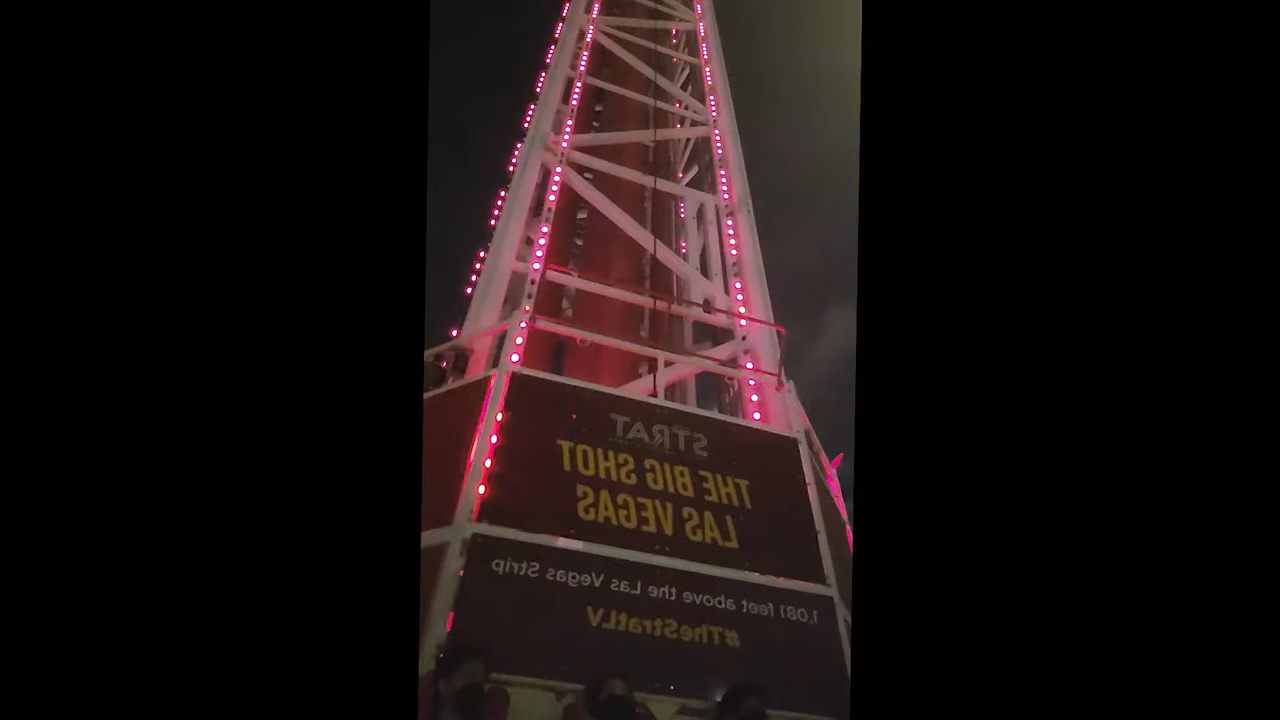 STRAT
THE BIG SHOT
LAS VEGAS
1,081 feet above the Las Vegas Strip
#TheStratLV